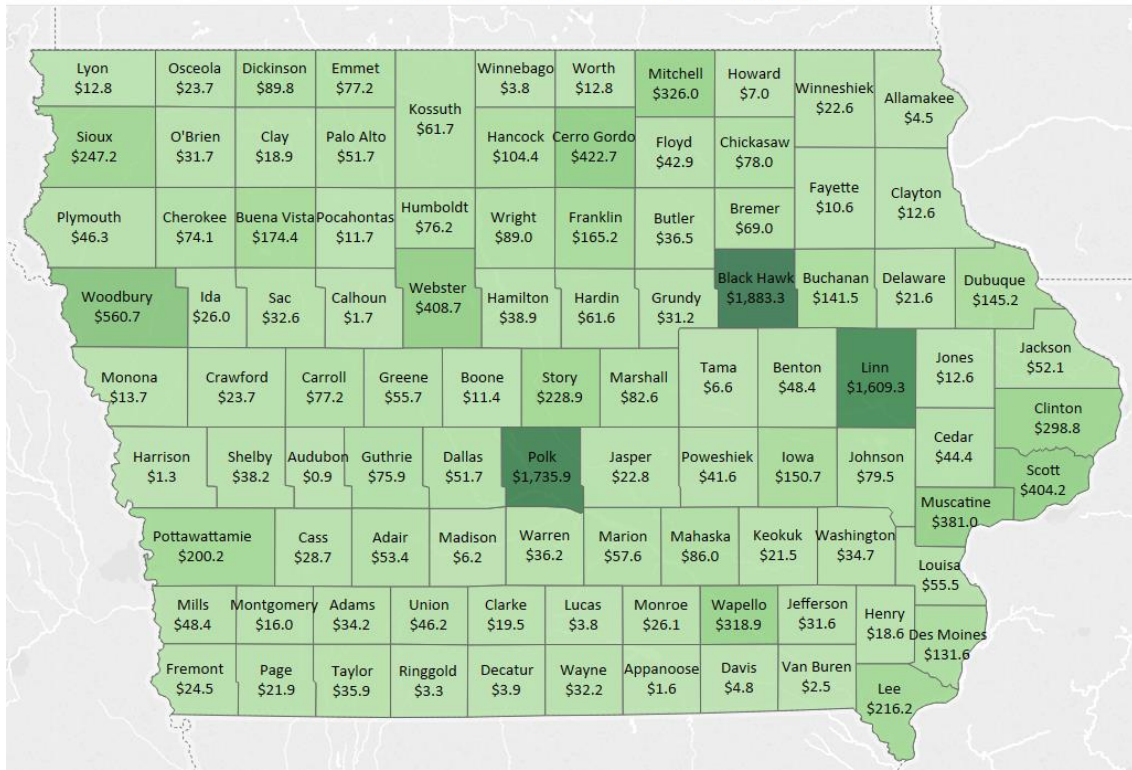 Lyon
$12.8
Osceola
$23.7
Dickinson
$89.8
Emmet
$77.2
Kossuth
$61.7
Winnebago
$3.8
Worth
$12.8
Mitchell
$326.0
Howard
$7.0
Winneshiek
$22.6
Allamakee
$4.5
Sioux
$247.2
O'Brien
$31.7
Clay
$18.9
Palo Alto
$51.7
Hancock
$104.4
Cerro Gordo
$422.7
Floyd
$42.9
Chickasaw
$78.0
Plymouth
$46.3
Cherokee
$74.1
Buena Vista
$174.4
Pocahontas
$11.7
Humboldt
$76.2
Wright
$89.0
Franklin
$165.2
Butler
$36.5
Bremer
$69.0
Fayette
$10.6
Clayton
$12.6
Woodbury
$560.7
Ida
$26.0
Sac
$32.6
Calhoun
$1.7
Webster
$408.7
Hamilton
$38.9
Hardin
$61.6
Grundy
$31.2
Black Hawk
$1,883.3
Buchanan
$141.5
Delaware
$21.6
Dubuque
$145.2
Monona
$13.7
Crawford
$23.7
Carroll
$77.2
Greene
$55.7
Boone
$11.4
Story
$228.9
Marshall
$82.6
Tama
$6.6
Benton
$48.4
Linn
$1,609.3
Jones
$12.6
Jackson
$52.1
Clinton
$298.8
Harrison
$1.3
Shelby
$38.2
Audubon
$0.9
Guthrie
$75.9
Dallas
$51.7
Polk
$1,735.9
Jasper
$22.8
Poweshiek
$41.6
Iowa
$150.7
Johnson
$79.5
Cedar
$44.4
Scott
$404.2
Muscatine
$381.0
Pottawattamie
$200.2
Cass
$28.7
Adair
$53.4
Madison
$6.2
Warren
$36.2
Marion
$57.6
Mahaska
$86.0
Keokuk
$21.5
Washington
$34.7
Louisa
$55.5
Mills
$48.4
Montgomery
$16.0
Adams
$34.2
Union
$46.2
Clarke
$19.5
Lucas
$3.8
Monroe
$26.1
Wapello
$318.9
Jefferson
$31.6
Henry
$18.6
Des Moines
$131.6
Fremont
$24.5
Page
$21.9
Taylor
$35.9
Ringgold
$3.3
Decatur
$3.9
Wayne
$32.2
Appanoose
$1.6
Davis
$4.8
Van Buren
$2.5
Lee
$216.2